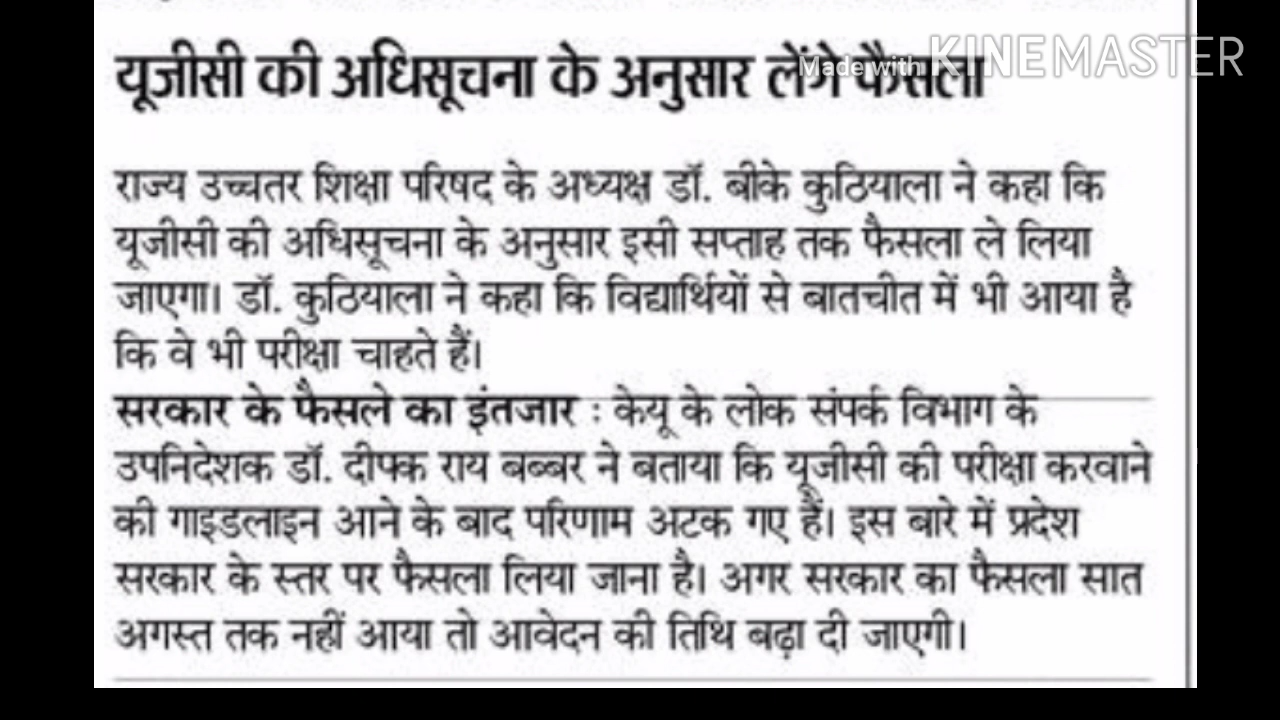 यूजीसी की अधिसूचना के अनुसार लेंगे फैसला
Made with KINEMASTER
राज्य उच्चतर शिक्षा परिषद के अध्यक्ष डॉ. बीके कुठियाला ने कहा कि
यूजीसी की अधिसूचना के अनुसार इसी सप्ताह तक फैसला ले लिया
जाएगा। डॉ. कुठियाला ने कहा कि विद्यार्थियों से बातचीत में भी आया है
कि वे भी परीक्षा चाहते हैं।
सरकार के फैसले का इंतजार : केयू के लोक संपर्क विभाग के
उपनिदेशक डॉ. दीपक राय बब्बर ने बताया कि यूजीसी की परीक्षा करवाने
की गाइडलाइन आने के बाद परिणाम अटक गए हैं। इस बारे में प्रदेश
सरकार के स्तर पर फैसला लिया जाना है। अगर सरकार का फैसला सात
अगस्त तक नहीं आया तो आवेदन की तिथि बढ़ा दी जाएगी।